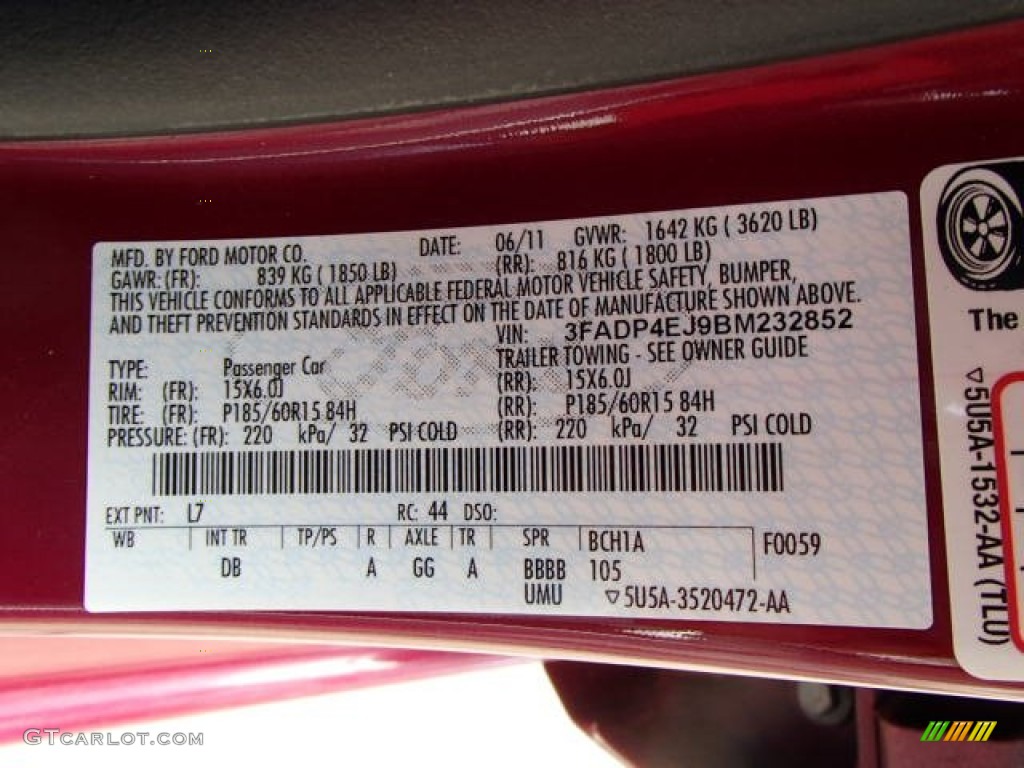 MFD. BY FORD MOTOR CO. DATE: 06/11 GVWR: 1642 KG ( 3620 LB)
GAWR: (FR): 839 KG ( 1850 LB) (RR): 816 KG ( 1800 LB)
THIS VEHICLE CONFORMS TO ALL APPLICABLE FEDERAL MOTOR VEHICLE SAFETY, BUMPER,
AND THEFT PREVENTION STANDARDS IN EFFECT ON THE DATE OF MANUFACTURE SHOWN ABOVE.
VIN: 3FADP4EJ9BM232852
TRAILER TOWING - SEE OWNER GUIDE
TYPE: Passenger Car
RIM: (FR): 15X6.0J (RR): 15X6.0J
TIRE: (FR): P185/60R15 84H (RR): P185/60R15 84H
PRESSURE: (FR): 220 kPa/ 32 PSI COLD (RR): 220 kPa/ 32 PSI COLD
EXT PNT: L7 RC: 44 DSO:
WB INT TR TP/PS R AXLE TR SPR BCH1A F0059
DB A GG A BBBB 105
UMU ▽5U5A-3520472-AA
The
▽5U5A-1532-AA (TLU)
GTCARLOT.COM